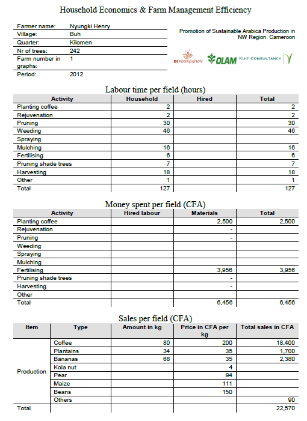 Household Economics & Farm Management Efficiency
Farmer name: Nyungki Henry
Village: Buh
Quarter: Kilomen
Nr of trees: 242
Farm number in graphs: 1
Period: 2012
Promotion of Sustainable Arabica Production in
NW Region, Cameroon
OLAM
Labour time per field (hours)
Activity Household Hired Total
Planting coffee 2 2
Rejuvenation 2 2
Pruning 30 30
Weeding 46 46
Spraying
Mulching 16 16
Fertilising 6 6
Pruning shade trees 7 7
Harvesting 18 18
Other 1 1
Total 127 127
Money spent per field (CFA)
Activity Hired labour Materials Total
Planting coffee 2,500 2,500
Rejuvenation -
Pruning -
Weeding
Spraying
Mulching
Fertilising 3,956 3,956
Pruning shade trees -
Harvesting -
Other
Total 6,456 6,456
Sales per field (CFA)
Item Type Amount in kg Price in CFA per kg Total sales in CFA
Production
Coffee 80 18,400
Plantains 34 35 1,700
Bananas 68 35 2,380
Kola nut 4
Pear 94
Maize 111
Beans 150
Others 90
Total 22,570